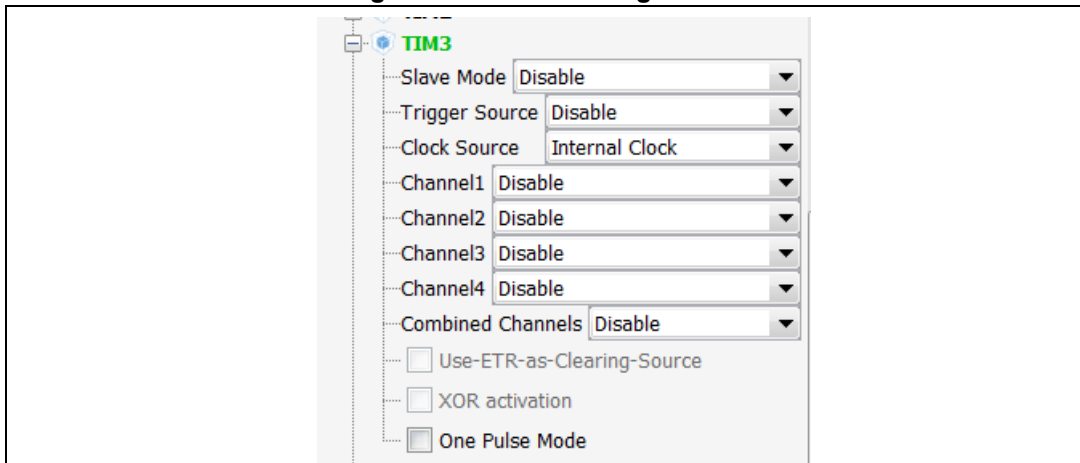 TIM3
Slave Mode Disable
Trigger Source Disable
Clock Source Internal Clock
Channel1 Disable
Channel2 Disable
Channel3 Disable
Channel4 Disable
Combined Channels Disable
Use-ETR-as-Clearing-Source
XOR activation
One Pulse Mode